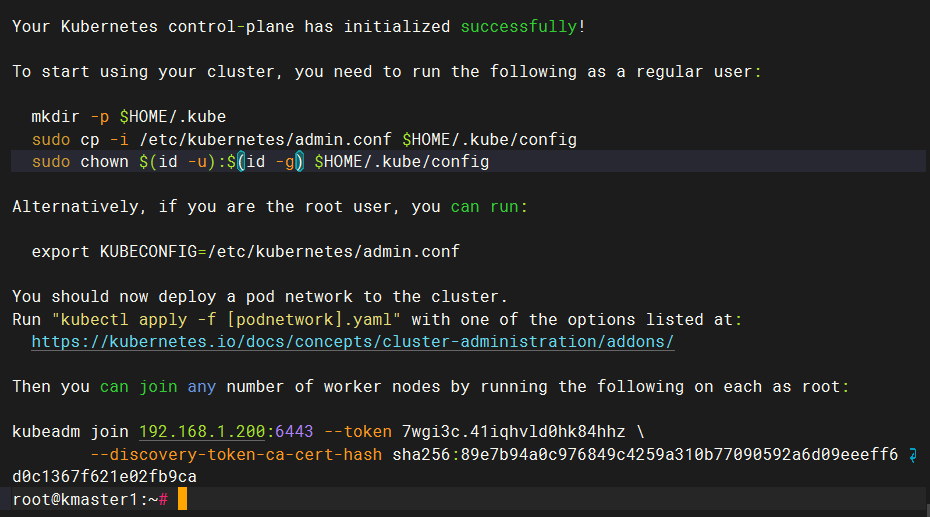 Your Kubernetes control-plane has initialized successfully!
To start using your cluster, you need to run the following as a regular user:
mkdir -p $HOME/.kube
sudo cp -i /etc/kubernetes/admin.conf $HOME/.kube/config
sudo chown $(id -u):$(id -g) $HOME/.kube/config
Alternatively, if you are the root user, you can run:
export KUBECONFIG=/etc/kubernetes/admin.conf
You should now deploy a pod network to the cluster.
Run "kubectl apply -f [podnetwork].yaml" with one of the options listed at:
https://kubernetes.io/docs/concepts/cluster-administration/addons/
Then you can join any number of worker nodes by running the following on each as root:
kubeadm join 192.168.1.200:6443 --token 7wgi3c.41iqhvld0hk84hhz \
--discovery-token-ca-cert-hash sha256:89e7b94a0c976849c4259a310b77090592a6d09eeeff6
d0c1367f621e02fb9ca
root@kmaster1:~#